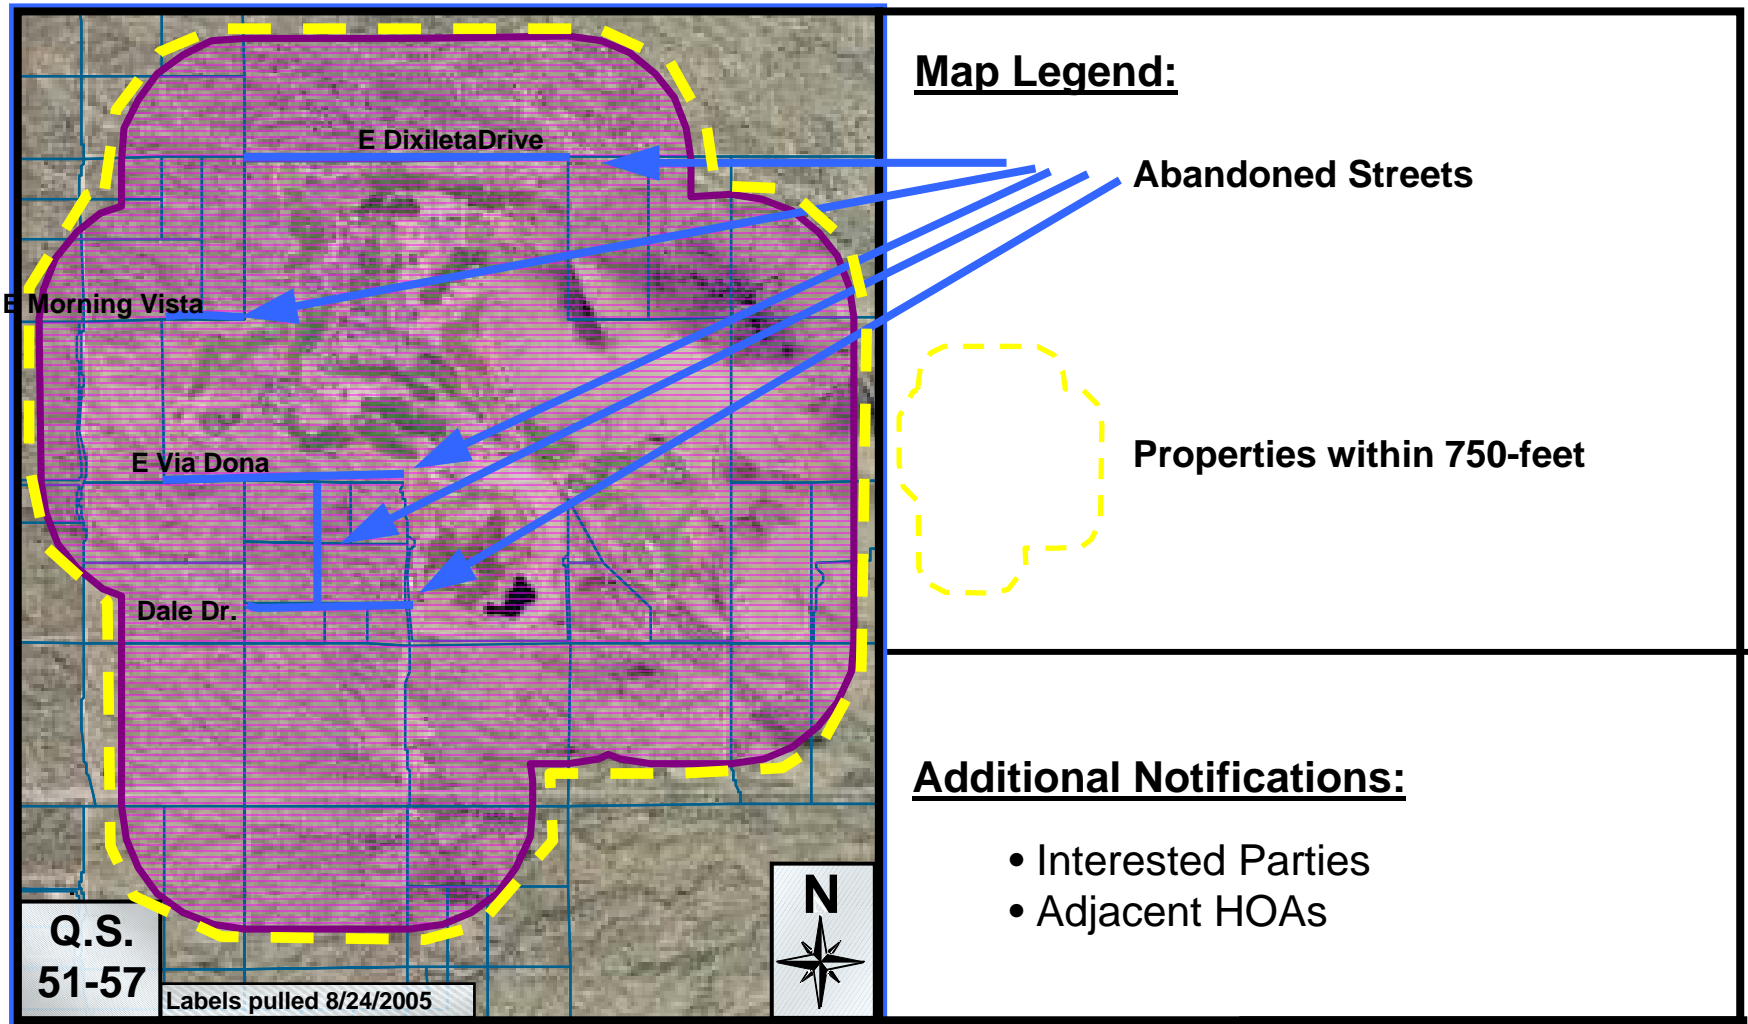 E DixiletaDrive
E Morning Vista
E Via Dona
Dale Dr.
Q.S.
51-57
Labels pulled 8/24/2005
N
Map Legend:
Abandoned Streets
Properties within 750-feet
Additional Notifications:
• Interested Parties
• Adjacent HOAs